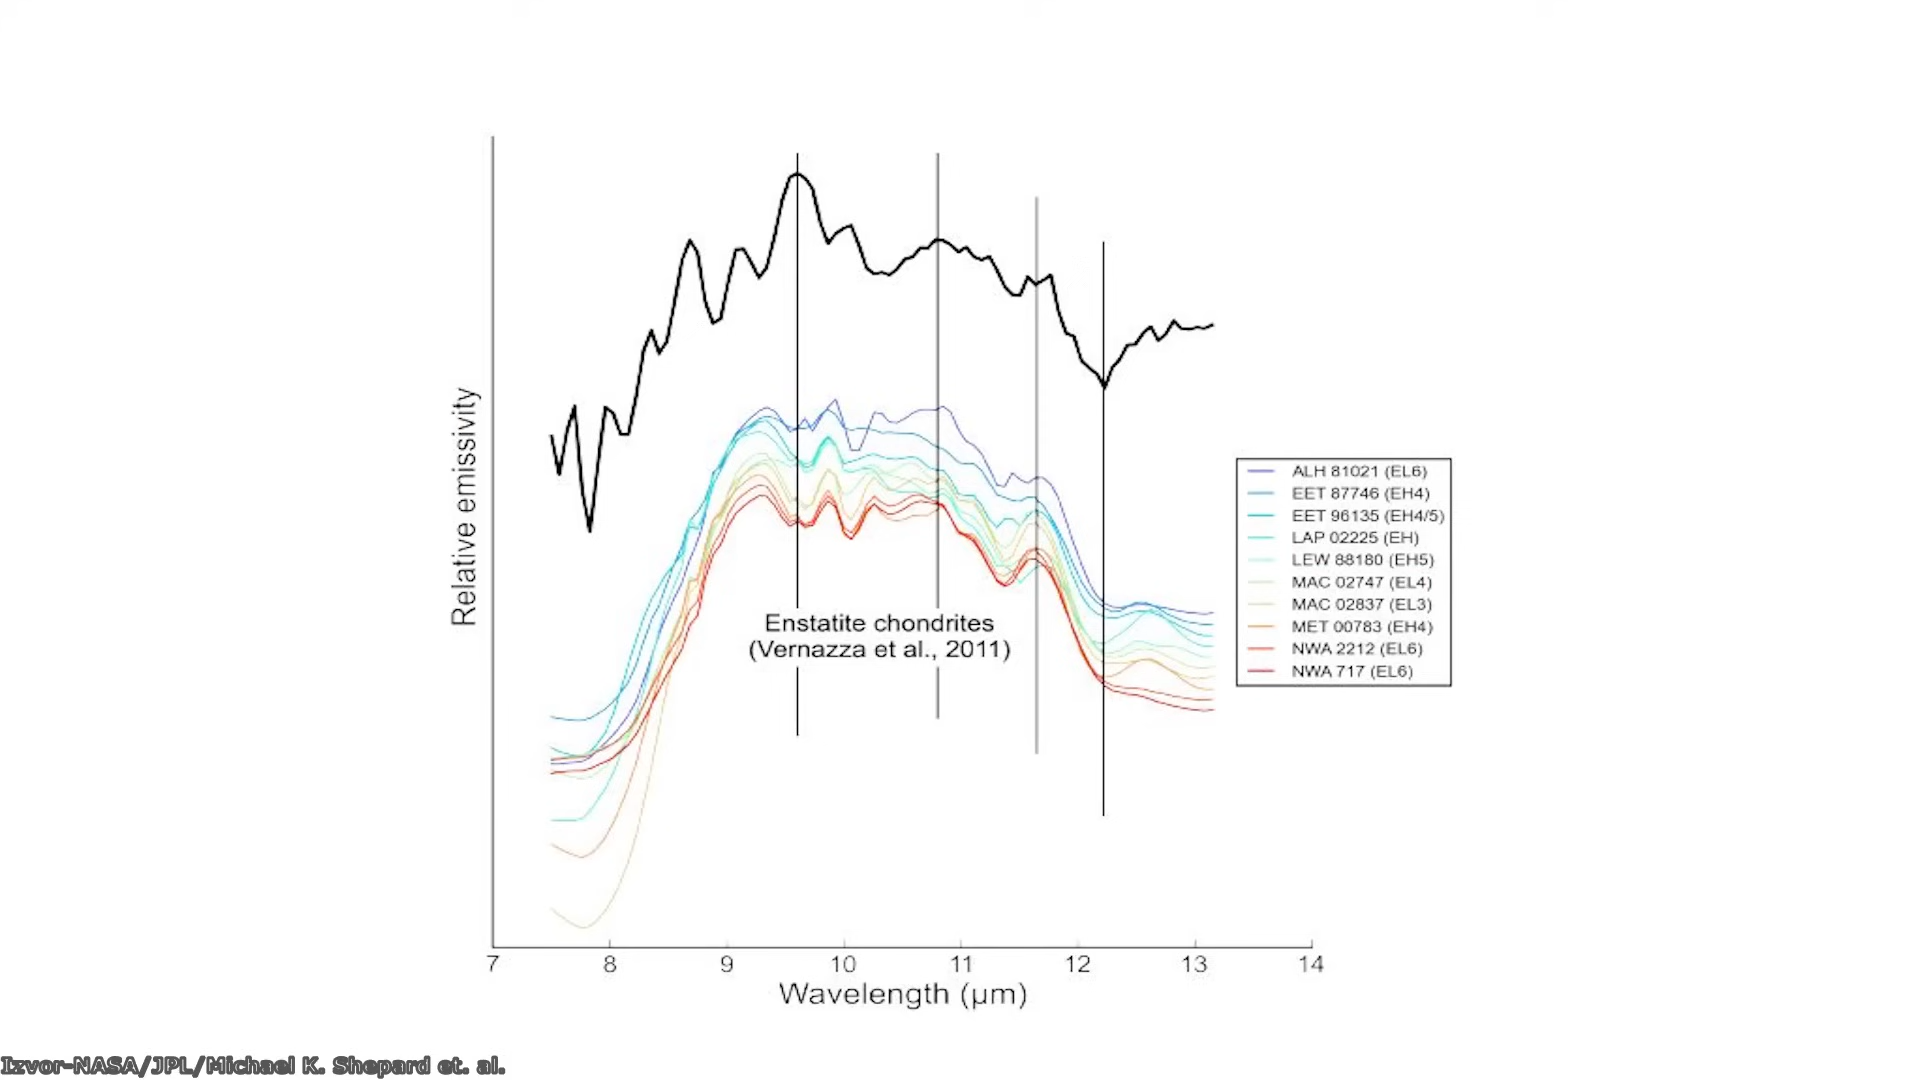 Relative emissivity
Enstatite chondrites
(Vernazza et al., 2011)
ALH 81021 (EL6)
EET 87746 (EH4)
EET 96135 (EH4/5)
LAP 02225 (EH)
LEW 88180 (EH5)
MAC 02747 (EL4)
MAC 02837 (EL3)
MET 00783 (EH4)
NWA 2212 (EL6)
NWA 717 (EL6)
7 8 9 10 11 12 13 14
Wavelength (μm)
Izvor-NASA/JPL/Michael K. Shepard et. al.